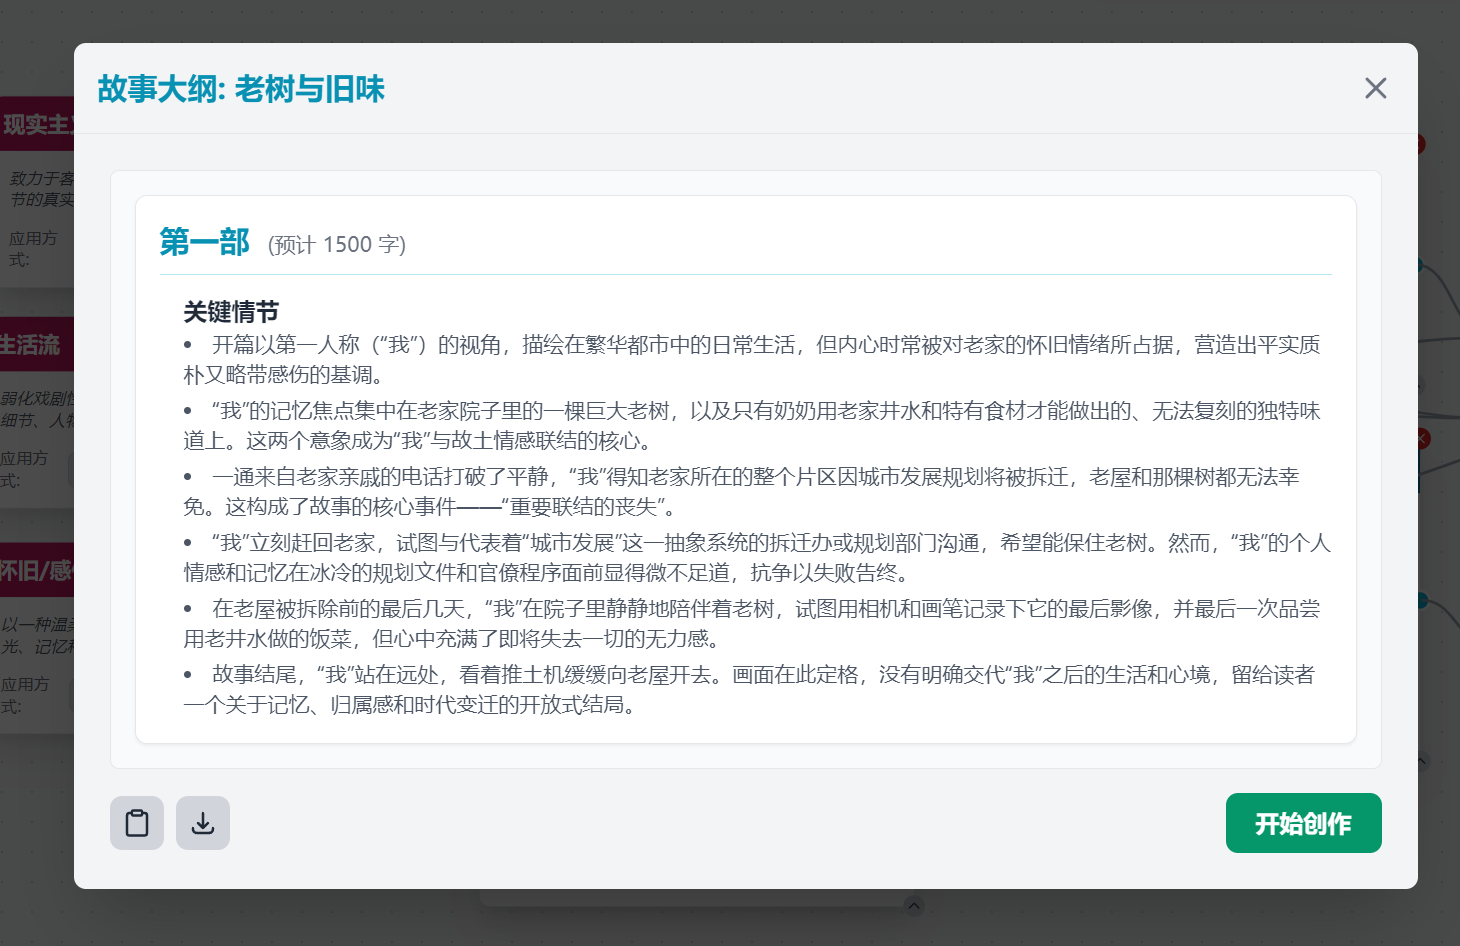 故事大纲: 老树与旧味
现实主
致力于客
节的真实
应用方
式:
生活流
弱化戏剧
细节、人
应用方
式:
怀旧/感
以一种温
光、记忆
应用方
式:
第一部 (预计 1500 字)
关键情节
• 开篇以第一人称（“我”）的视角，描绘在繁华都市中的日常生活，但内心时常被对老家的怀旧情绪所占据，营造出平实质
朴又略带感伤的基调。
• “我”的记忆焦点集中在老家院子里的一棵巨大老树，以及只有奶奶用老家井水和特有食材才能做出的、无法复刻的独特味
道上。这两个意象成为“我”与故土情感联结的核心。
• 一通来自老家亲戚的电话打破了平静，“我”得知老家所在的整个片区因城市发展规划将被拆迁，老屋和那棵树都无法幸
免。这构成了故事的核心事件——“重要联结的丧失”。
• “我”立刻赶回老家，试图与代表着“城市发展”这一抽象系统的拆迁办或规划部门沟通，希望能保住老树。然而，“我”的个人
情感和记忆在冰冷的规划文件和官僚程序面前显得微不足道，抗争以失败告终。
• 在老屋被拆除前的最后几天，“我”在院子里静静地陪伴着老树，试图用相机和画笔记录下它的最后影像，并最后一次品尝
用老井水做的饭菜，但心中充满了即将失去一切的无力感。
• 故事结尾，“我”站在远处，看着推土机缓缓向老屋开去。画面在此定格，没有明确交代“我”之后的生活和心境，留给读者
一个关于记忆、归属感和时代变迁的开放式结局。
开始创作